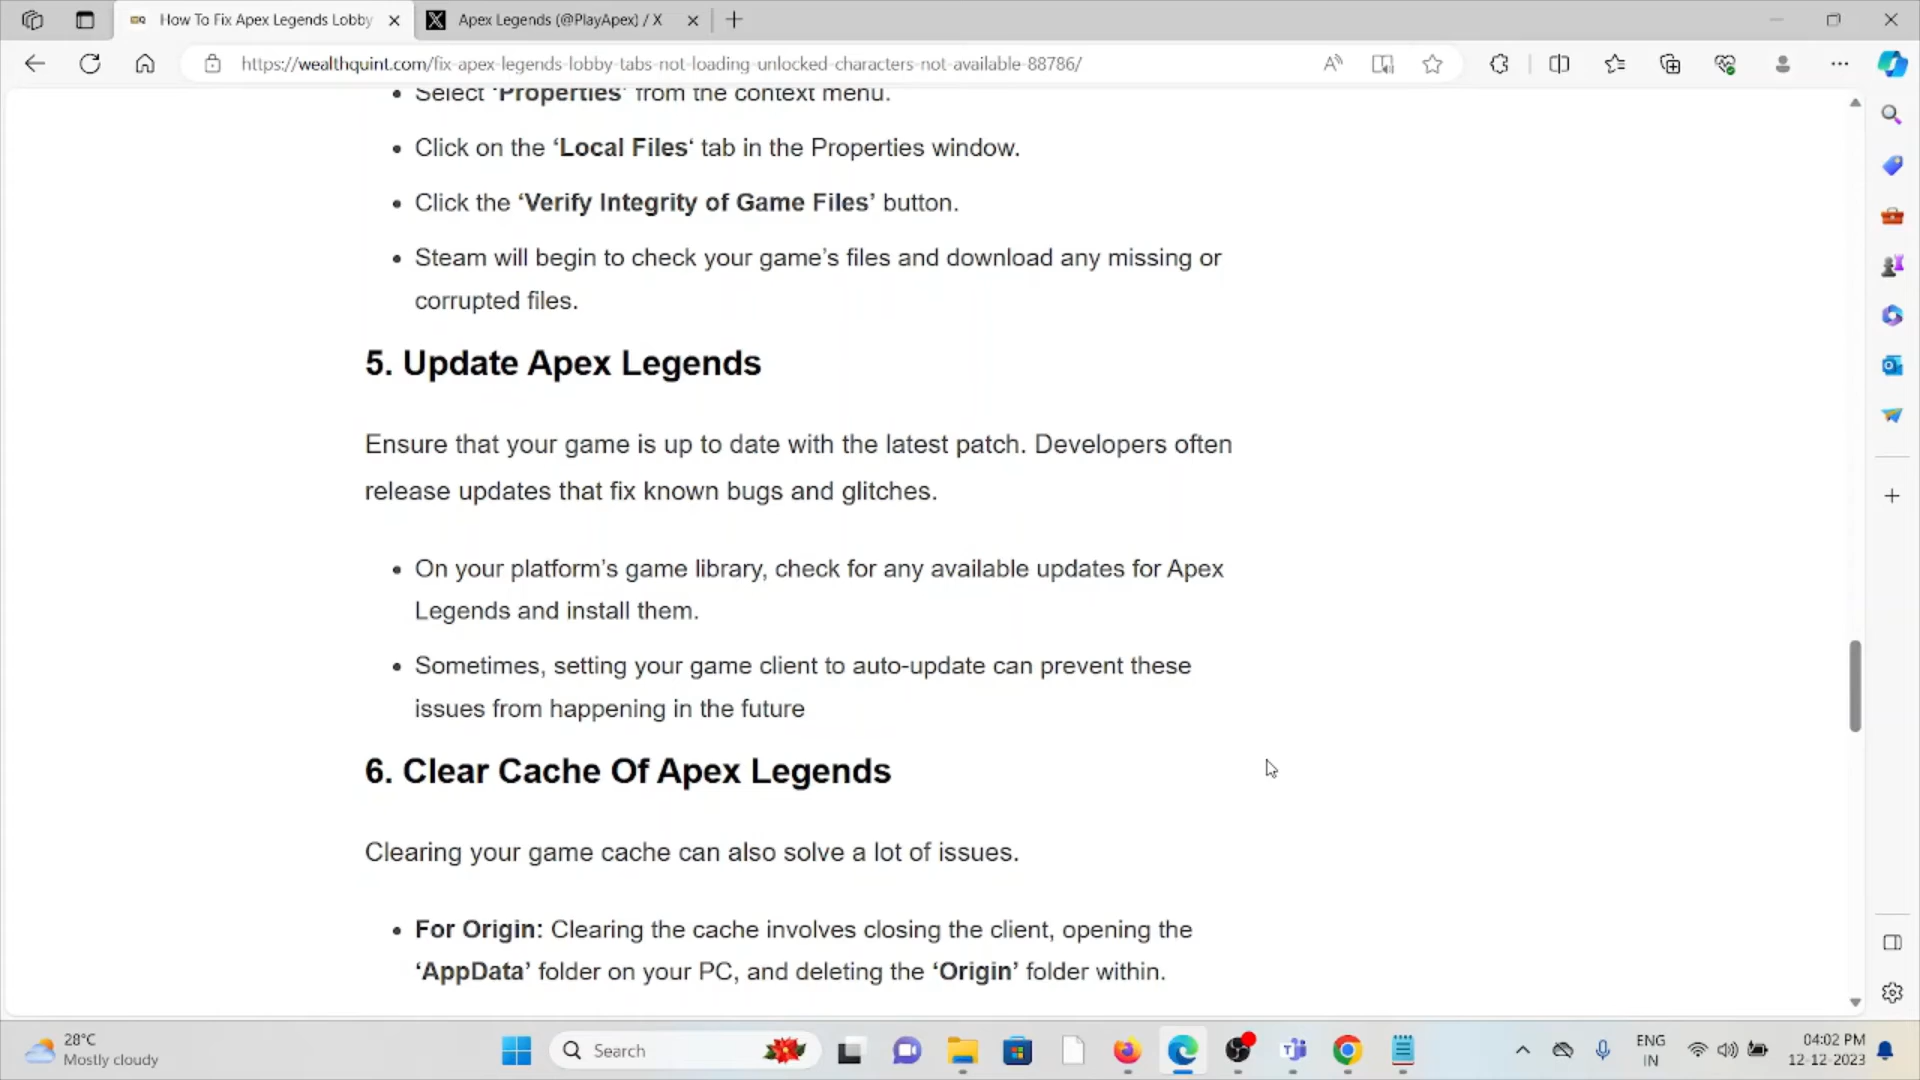 How To Fix Apex Legends Lobby
Apex Legends (@PlayApex) / X
https://wealthquint.com/fix-apex-legends-lobby-tabs-not-loading-unlocked-characters-not-available-88786/
Select ‘Properties’ from the context menu.
Click on the ‘Local Files‘ tab in the Properties window.
Click the ‘Verify Integrity of Game Files’ button.
Steam will begin to check your game’s files and download any missing or
corrupted files.
5. Update Apex Legends
Ensure that your game is up to date with the latest patch. Developers often
release updates that fix known bugs and glitches.
On your platform’s game library, check for any available updates for Apex
Legends and install them.
Sometimes, setting your game client to auto-update can prevent these
issues from happening in the future
6. Clear Cache Of Apex Legends
Clearing your game cache can also solve a lot of issues.
For Origin: Clearing the cache involves closing the client, opening the
‘AppData’ folder on your PC, and deleting the ‘Origin’ folder within.
28°C
Mostly cloudy
Search
ENG
IN
04:02 PM
12-12-2023